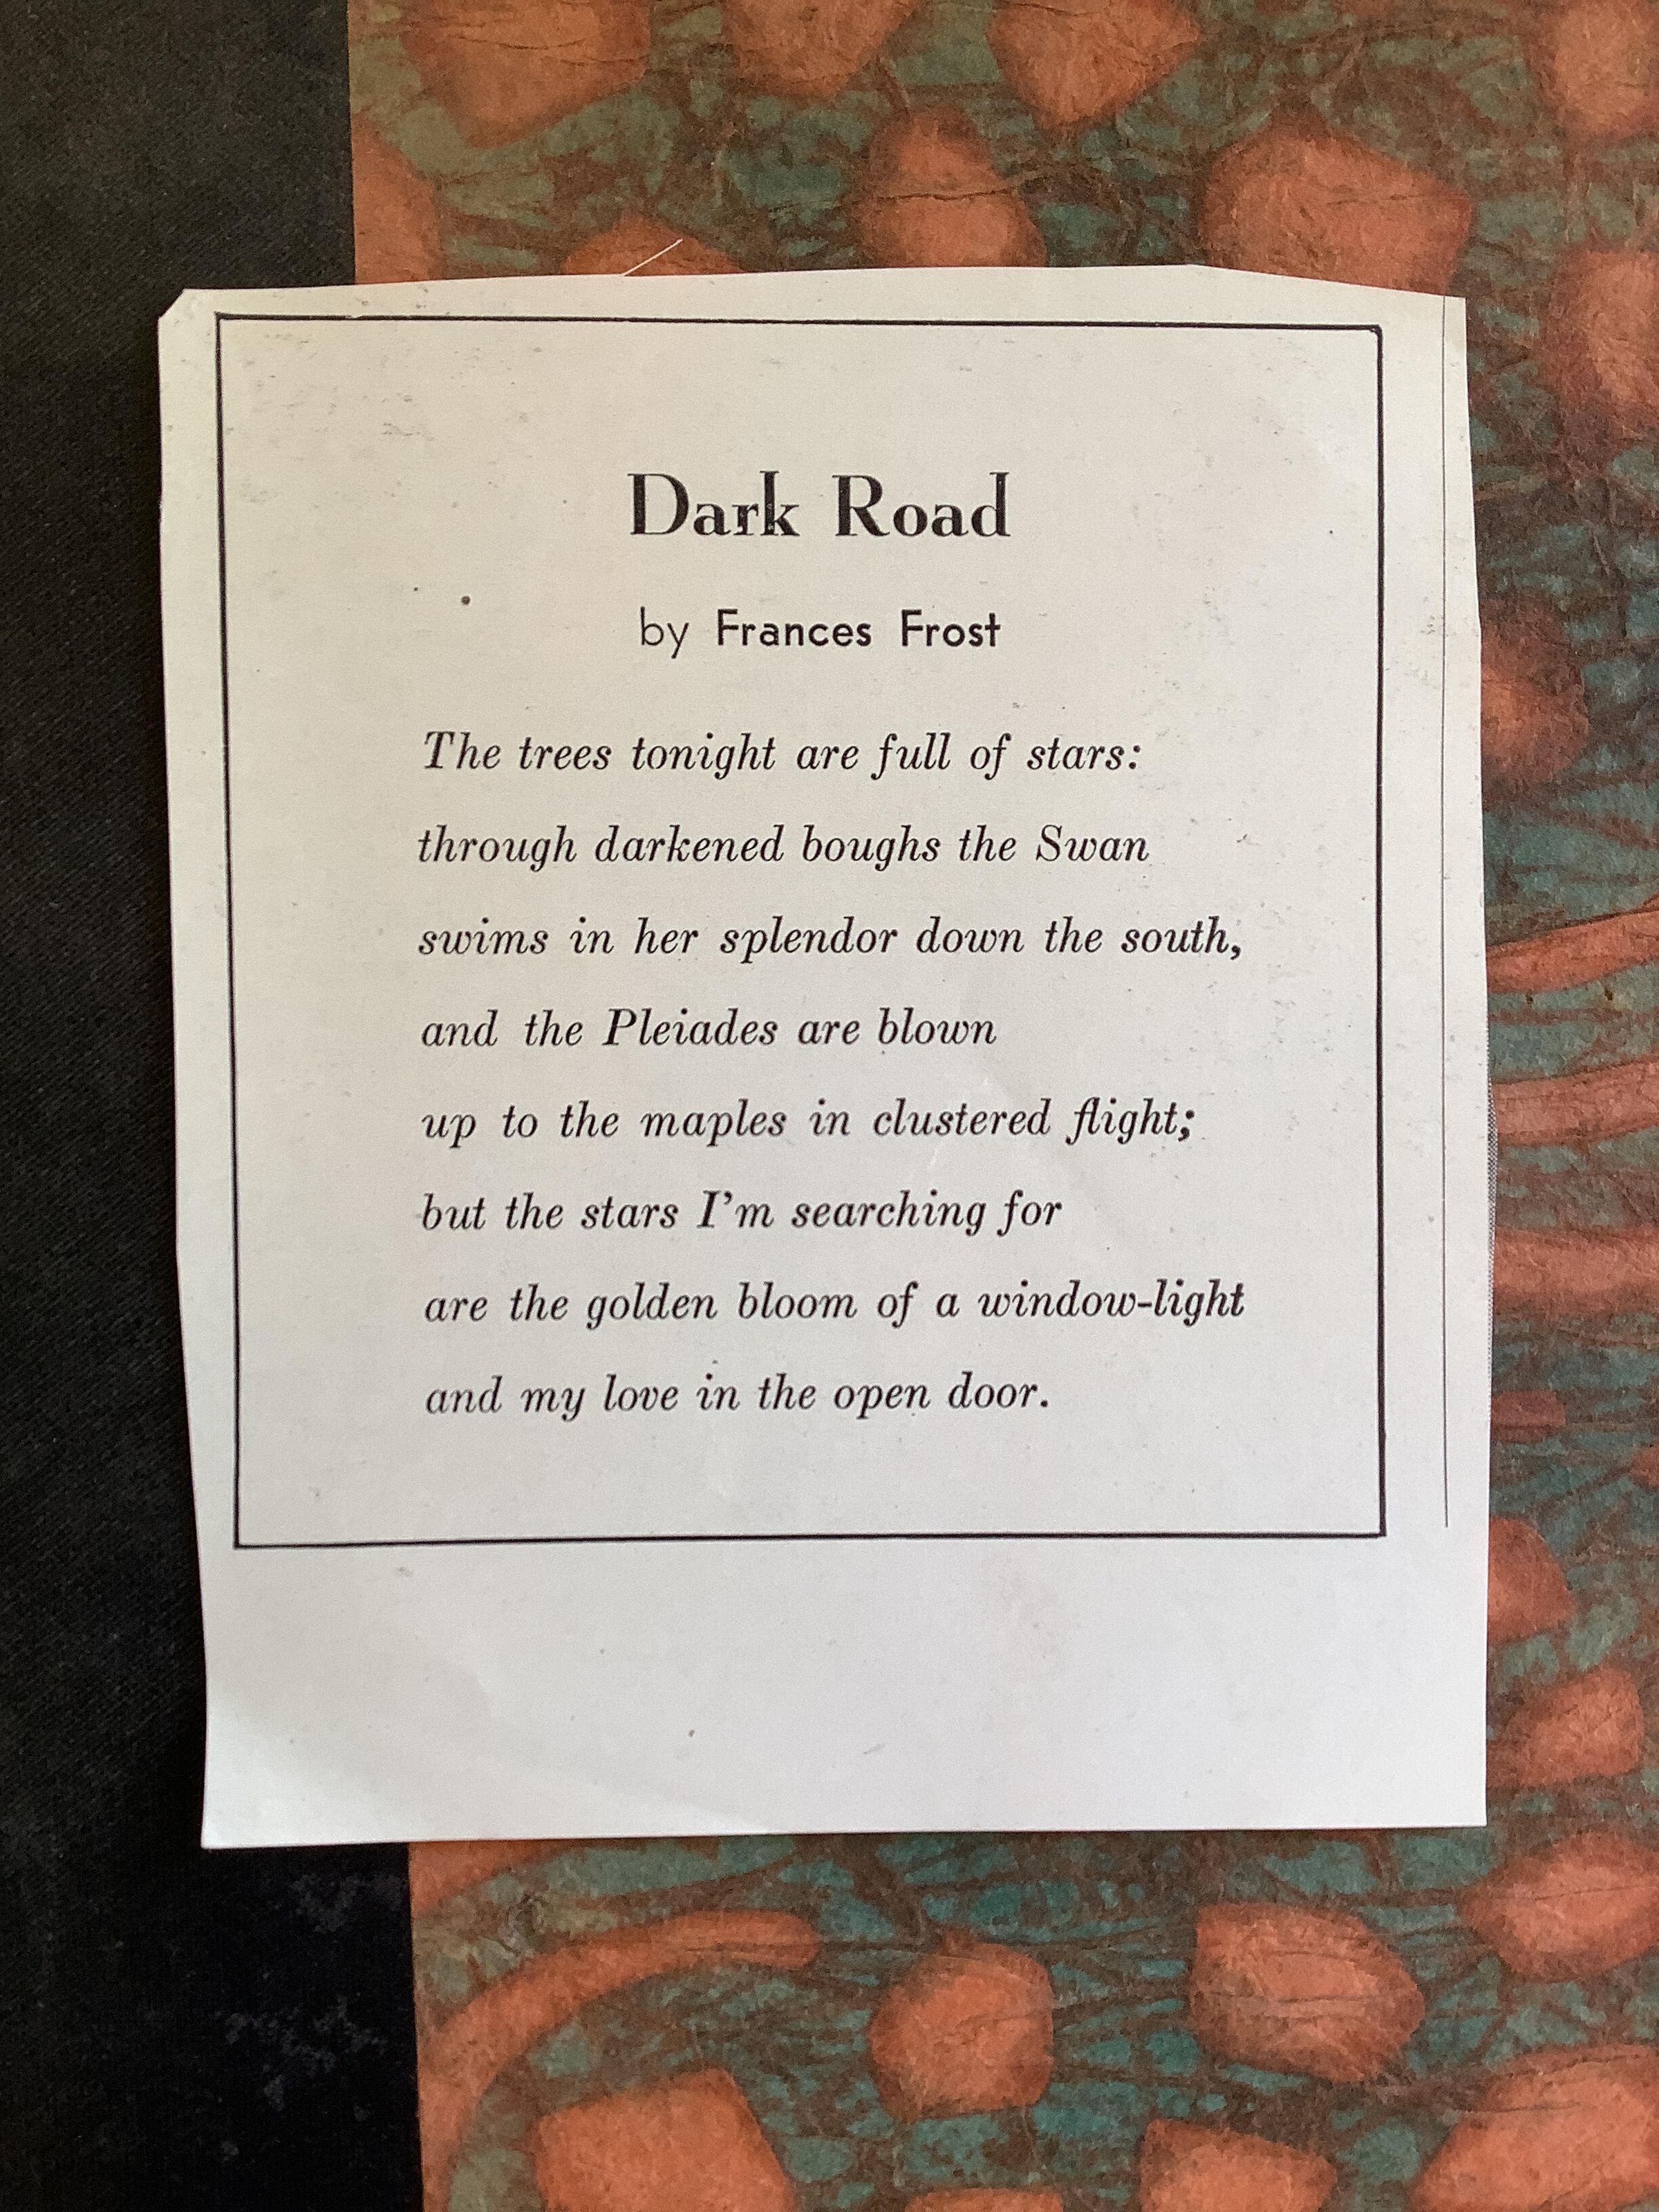 Dark Road
by Frances Frost
The trees tonight are full of stars:
through darkened boughs the Swan
swims in her splendor down the south,
and the Pleiades are blown
up to the maples in clustered flight;
but the stars I'm searching for
are the golden bloom of a window-light
and my love in the open door.